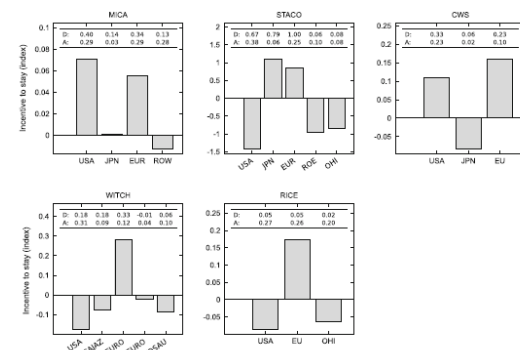 MICA
Incentive to stay (index)
D: 0.40 0.14 0.34 0.13
A: 0.29 0.03 0.29 0.28
0.1
0.08
0.06
0.04
0.02
0
USA JPN EUR ROW
STACO
D: 0.67 0.79 1.00 0.06 0.08
A: 0.38 0.06 0.25 0.10 0.08
2
1.5
1
0.5
0
-0.5
-1
-1.5
USA JPN EUR ROE OHI
CWS
D: 0.33 0.06 0.23
A: 0.23 0.02 0.10
0.25
0.2
0.15
0.1
0.05
0
-0.05
USA JPN EU
WITCH
Incentive to stay (index)
D: 0.18 0.18 0.33 -0.01 0.06
A: 0.31 0.09 0.12 0.04 0.10
0.4
0.3
0.2
0.1
0
-0.1
USA
RICE
D: 0.05 0.05 0.02
A: 0.27 0.26 0.20
0.25
0.2
0.15
0.1
0.05
0
-0.05
USA EU OHI